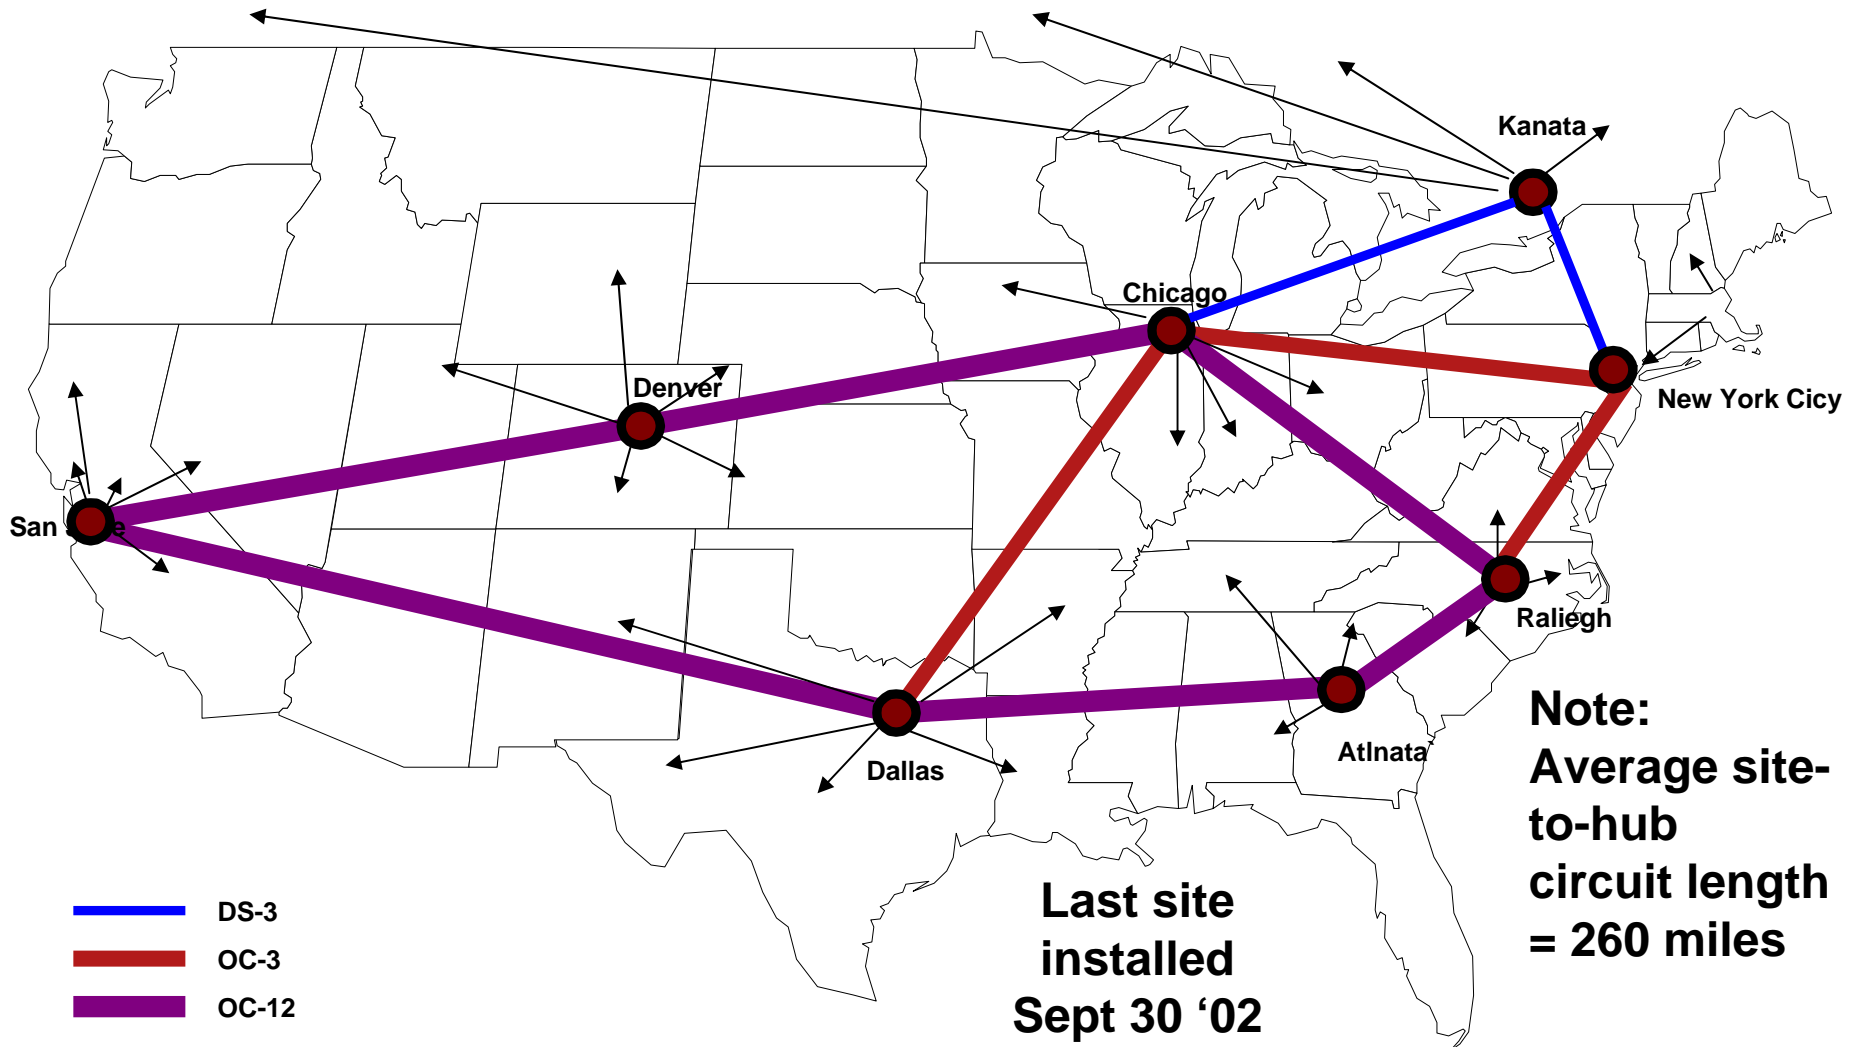 Kanata
Chicago
Denver
New York Cicy
San
Raliegh
Atlnata
Dallas
Note:
Average site-
to-hub
circuit length
= 260 miles
Last site
installed
Sept 30 ‘02
DS-3
OC-3
OC-12